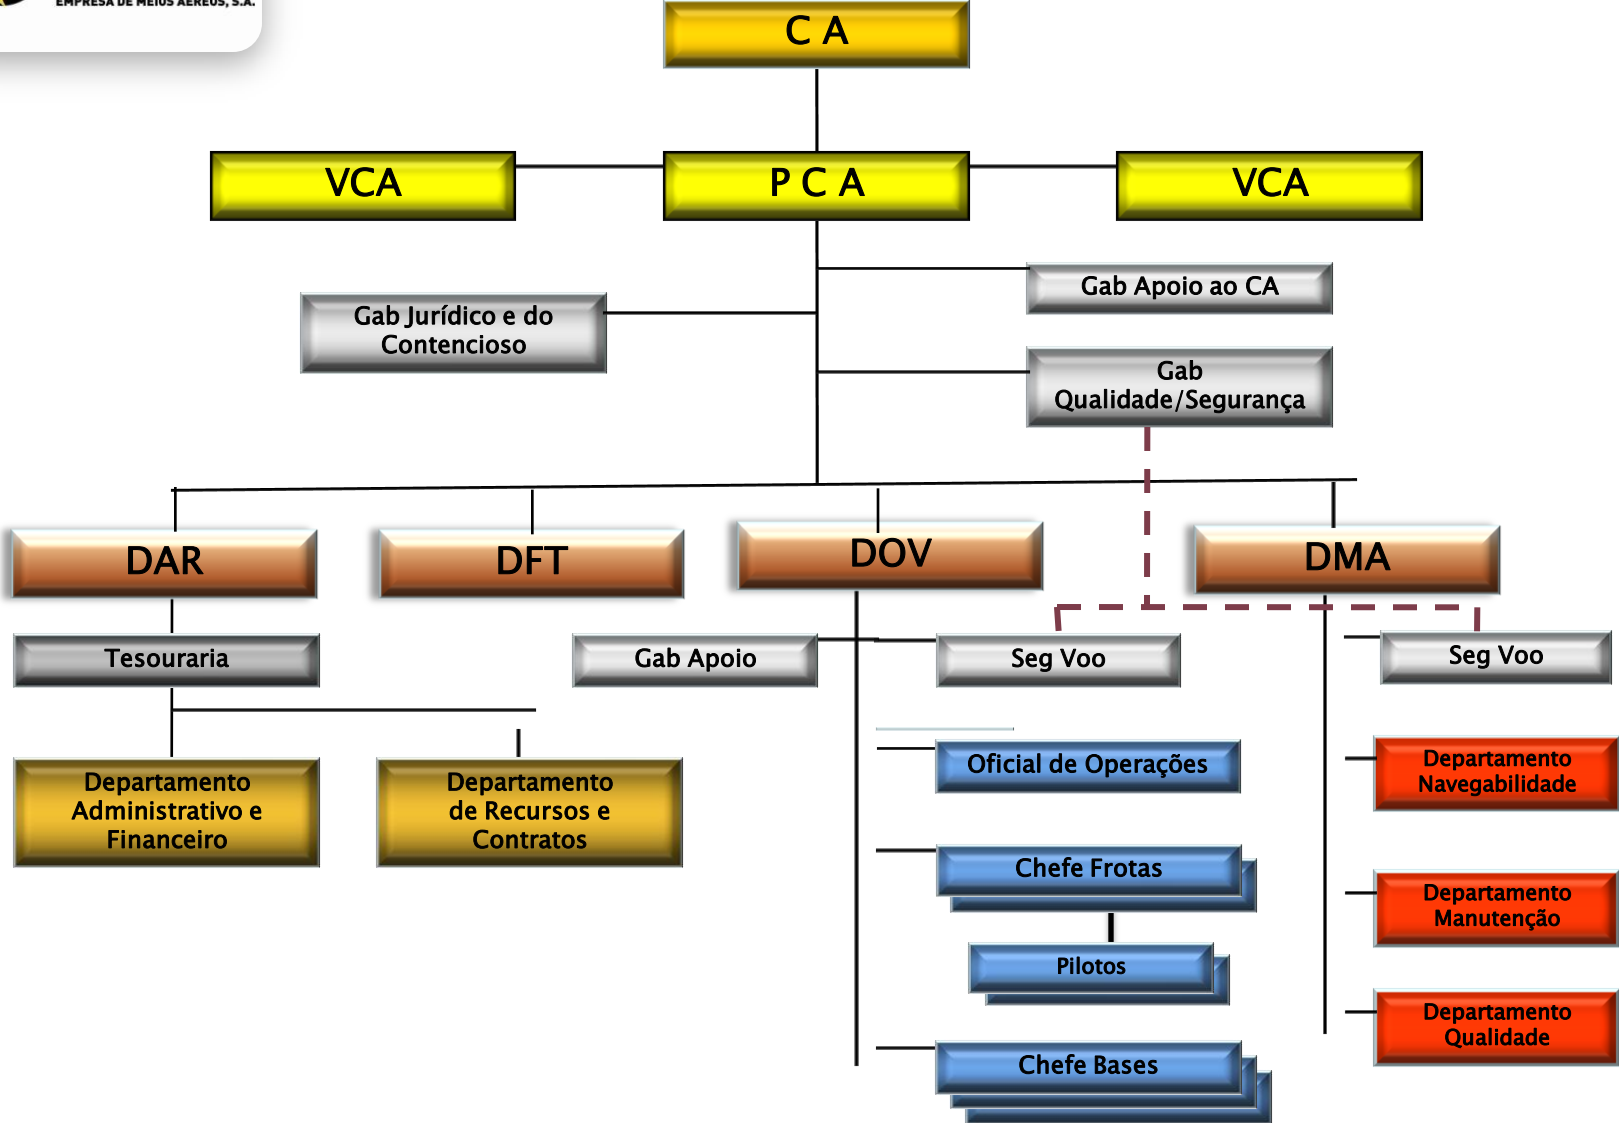 EMPRESA DE MEIOS AÉREOS, S.A.
C A
VCA
P C A
VCA
Gab Apoio ao CA
Gab Jurídico e do
Contencioso
Gab
Qualidade/Segurança
DAR
DFT
DOV
DMA
Tesouraria
Gab Apoio
Seg Voo
Seg Voo
Departamento
Administrativo e
Financeiro
Departamento
de Recursos e
Contratos
Oficial de Operações
Departamento
Navegabilidade
Chefe Frotas
Departamento
Manutenção
Pilotos
Departamento
Qualidade
Chefe Bases